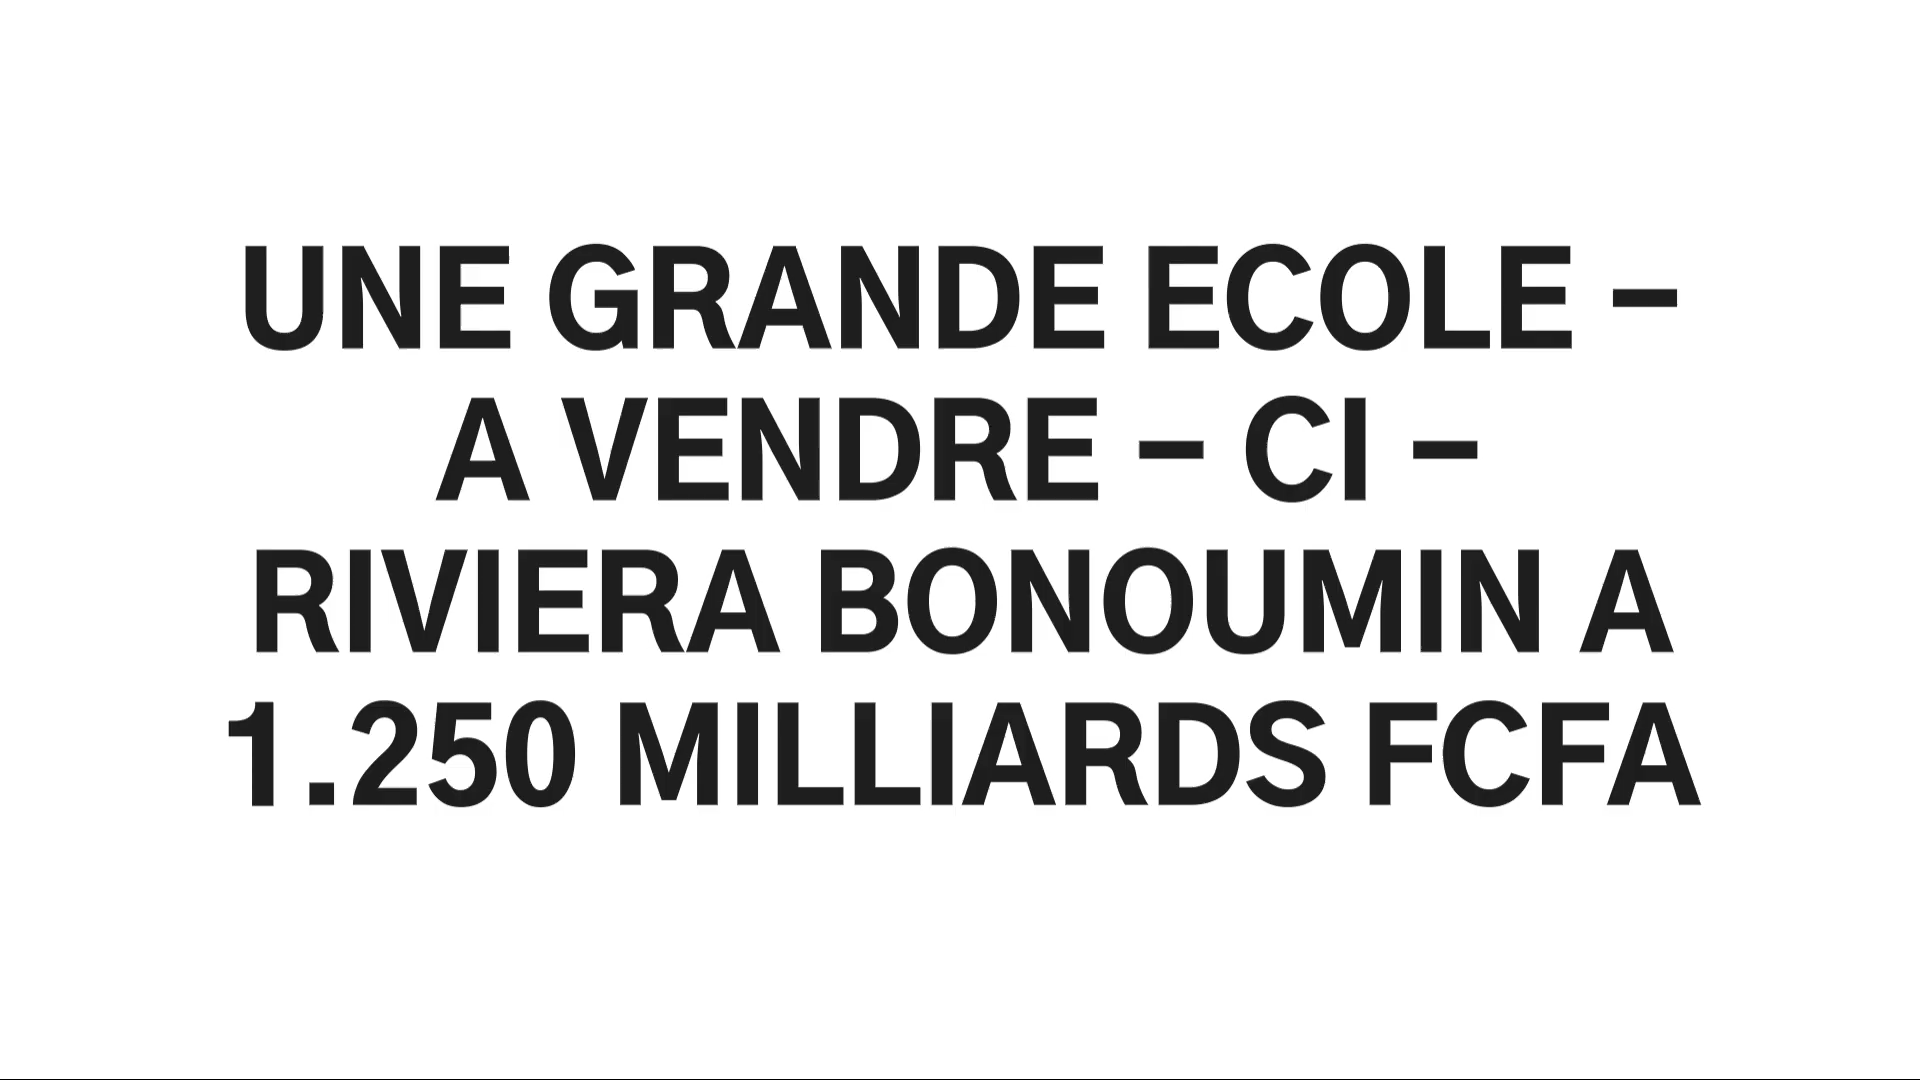 UNE GRANDE ECOLE –
A VENDRE – CI –
RIVIERA BONOUMIN A
1.250 MILLIARDS FCFA